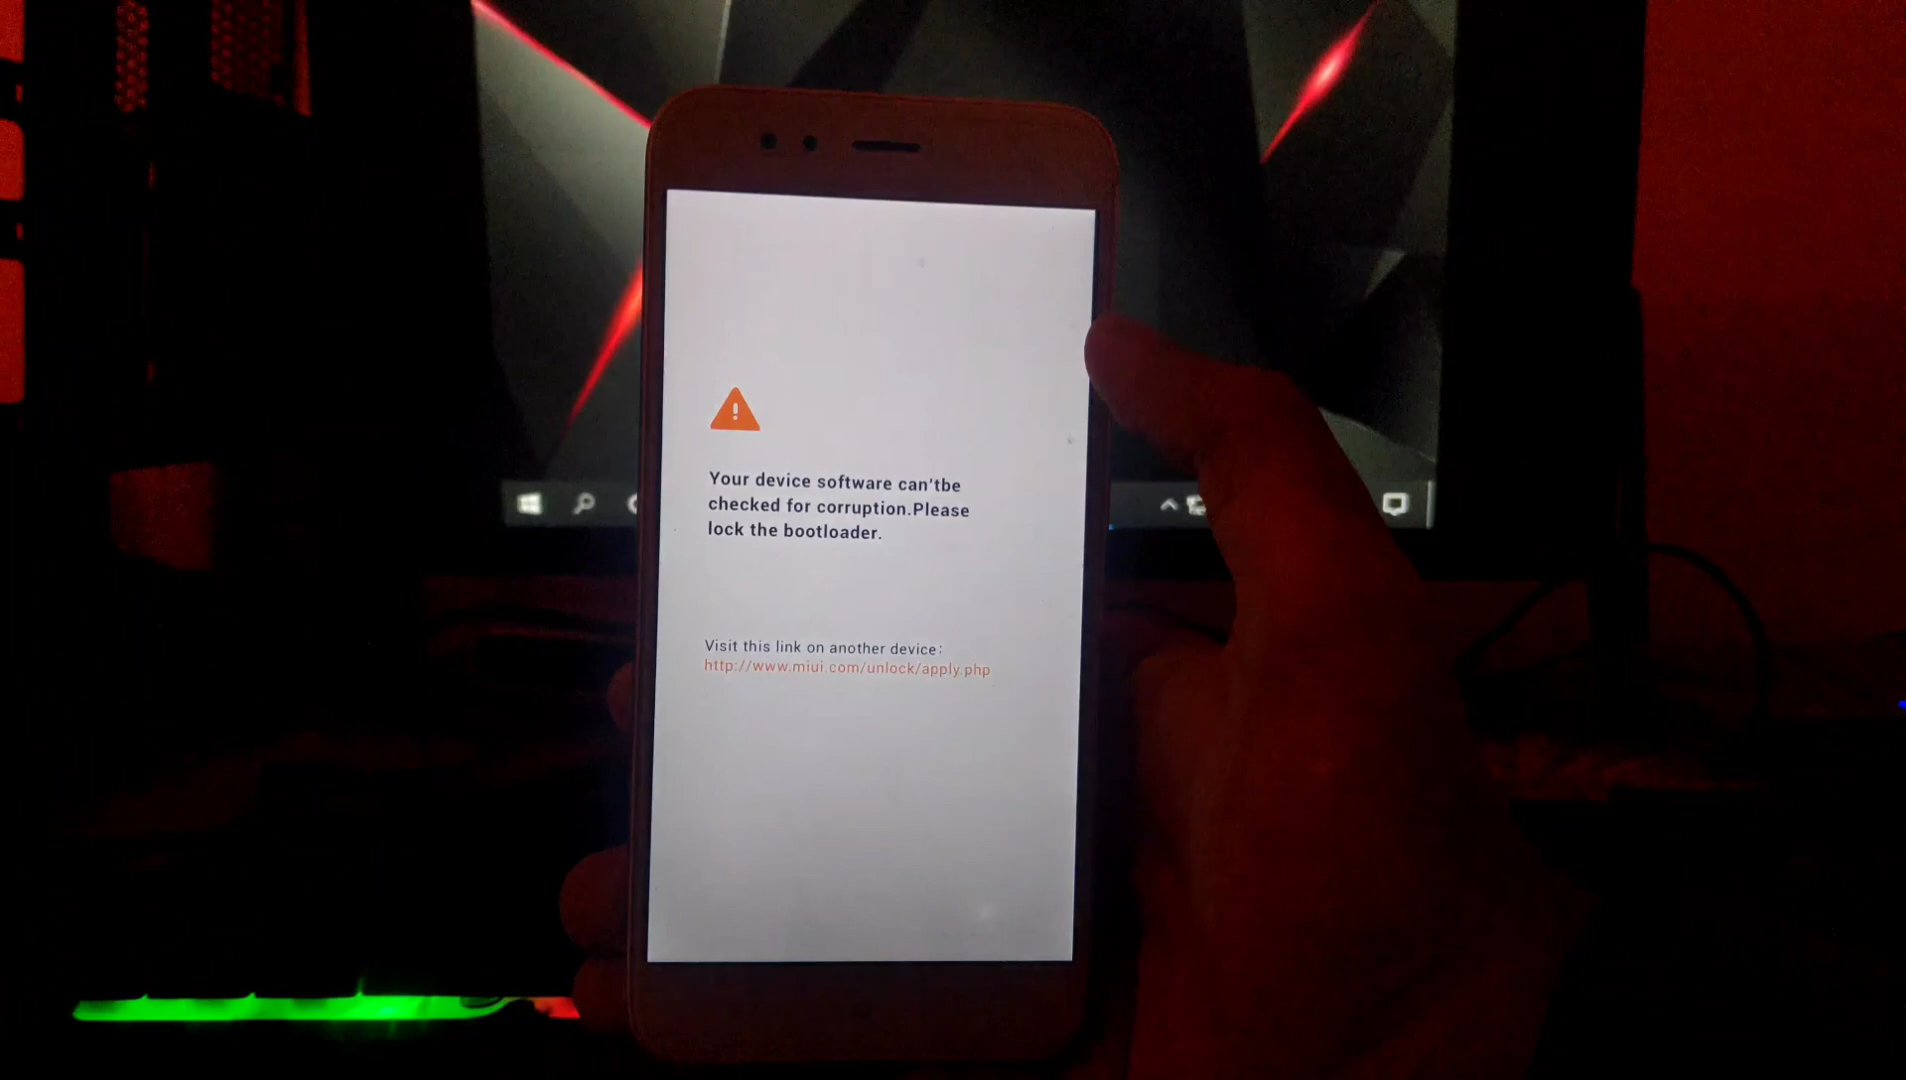 Your device software can'tbe
checked for corruption.Please
lock the bootloader.
Visit this link on another device:
http://www.miui.com/unlock/apply.php